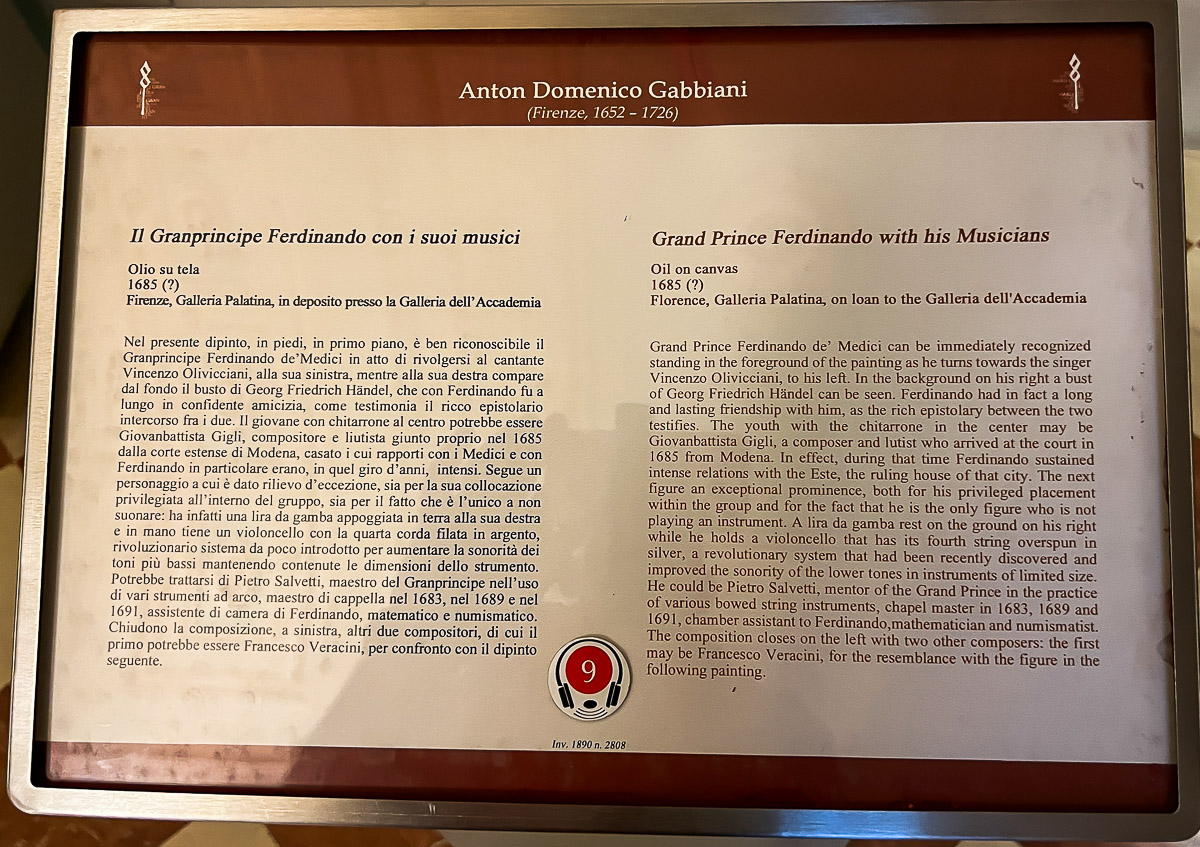 Anton Domenico Gabbiani
(Firenze, 1652 – 1726)
Il Granprincipe Ferdinando con i suoi musici
Olio su tela
1685 (?)
Firenze, Galleria Palatina, in deposito presso la Galleria dell'Accademia
Nel presente dipinto, in piedi, in primo piano, è ben riconoscibile il
Granprincipe Ferdinando de'Medici in atto di rivolgersi al cantante
Vincenzo Olivicciani, alla sua sinistra, mentre alla sua destra compare
dal fondo il busto di Georg Friedrich Händel, che con Ferdinando fu a
lungo in confidente amicizia, come testimonia il ricco epistolario
intercorso fra i due. Il giovane con chitarrone al centro potrebbe essere
Giovanbattista Gigli, compositore e liutista giunto proprio nel 1685
dalla corte estense di Modena, casato i cui rapporti con i Medici e con
Ferdinando in particolare erano, in quel giro d'anni, intensi. Segue un
personaggio a cui è dato rilievo d'eccezione, sia per la sua collocazione
privilegiata all'interno del gruppo, sia per il fatto che è l'unico a non
suonare: ha infatti una lira da gamba appoggiata in terra alla sua destra
e in mano tiene un violoncello con la quarta corda filata in argento,
rivoluzionario sistema da poco introdotto per aumentare la sonorità dei
toni più bassi mantenendo contenute le dimensioni dello strumento.
Potrebbe trattarsi di Pietro Salvetti, maestro del Granprincipe nell'uso
di vari strumenti ad arco, maestro di cappella nel 1683, nel 1689 e nel
1691, assistente di camera di Ferdinando, matematico e numismatico.
Chiudono la composizione, a sinistra, altri due compositori, di cui il
primo potrebbe essere Francesco Veracini, per confronto con il dipinto
seguente.
Grand Prince Ferdinando with his Musicians
Oil on canvas
1685 (?)
Florence, Galleria Palatina, on loan to the Galleria dell'Accademia
Grand Prince Ferdinando de' Medici can be immediately recognized
standing in the foreground of the painting as he turns towards the singer
Vincenzo Olivicciani, to his left. In the background on his right a bust
of Georg Friedrich Händel can be seen. Ferdinando had in fact a long
and lasting friendship with him, as the rich epistolary between the two
testifies. The youth with the chitarrone in the center may be
Giovanbattista Gigli, a composer and lutist who arrived at the court in
1685 from Modena. In effect, during that time Ferdinando sustained
intense relations with the Este, the ruling house of that city. The next
figure an exceptional prominence, both for his privileged placement
within the group and for the fact that he is the only figure who is not
playing an instrument. A lira da gamba rest on the ground on his right
while he holds a violoncello that has its fourth string overspun in
silver, a revolutionary system that had been recently discovered and
improved the sonority of the lower tones in instruments of limited size.
He could be Pietro Salvetti, mentor of the Grand Prince in the practice
of various bowed string instruments, chapel master in 1683, 1689 and
1691, chamber assistant to Ferdinando,mathematician and numismatist.
The composition closes on the left with two other composers: the first
may be Francesco Veracini, for the resemblance with the figure in the
following painting.
9
Inv. 1890 n. 2808